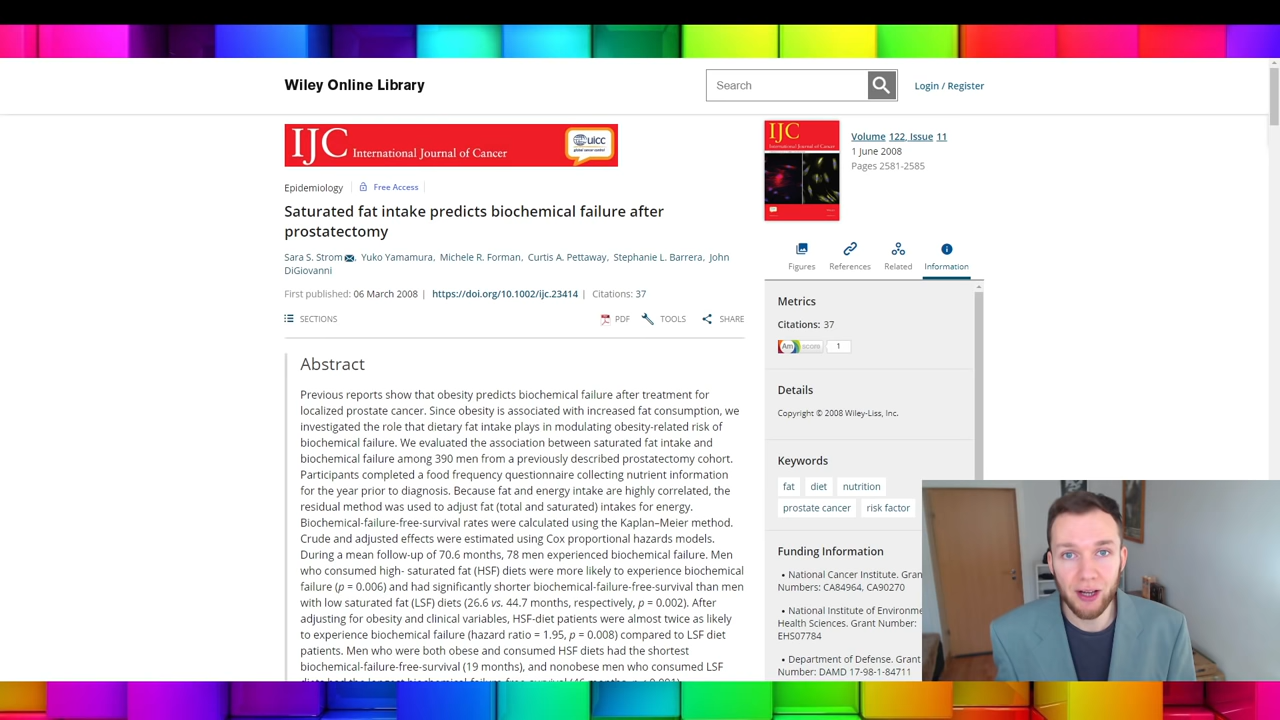 Wiley Online Library
Search
Login / Register
IJC International Journal of Cancer
uicc
global cancer control
Epidemiology
Free Access
Saturated fat intake predicts biochemical failure after
prostatectomy
Sara S. Strom, Yuko Yamamura, Michele R. Forman, Curtis A. Pettaway, Stephanie L. Barrera, John
DiGiovanni
First published: 06 March 2008 | https://doi.org/10.1002/ijc.23414 | Citations: 37
SECTIONS
PDF
TOOLS
SHARE
Abstract
Previous reports show that obesity predicts biochemical failure after treatment for
localized prostate cancer. Since obesity is associated with increased fat consumption, we
investigated the role that dietary fat intake plays in modulating obesity-related risk of
biochemical failure. We evaluated the association between saturated fat intake and
biochemical failure among 390 men from a previously described prostatectomy cohort.
Participants completed a food frequency questionnaire collecting nutrient information
for the year prior to diagnosis. Because fat and energy intake are highly correlated, the
residual method was used to adjust fat (total and saturated) intakes for energy.
Biochemical-failure-free-survival rates were calculated using the Kaplan–Meier method.
Crude and adjusted effects were estimated using Cox proportional hazards models.
During a mean follow-up of 70.6 months, 78 men experienced biochemical failure. Men
who consumed high- saturated fat (HSF) diets were more likely to experience biochemical
failure (p = 0.006) and had significantly shorter biochemical-failure-free-survival than men
with low saturated fat (LSF) diets (26.6 vs. 44.7 months, respectively, p = 0.002). After
adjusting for obesity and clinical variables, HSF-diet patients were almost twice as likely
to experience biochemical failure (hazard ratio = 1.95, p = 0.008) compared to LSF diet
patients. Men who were both obese and consumed HSF diets had the shortest
biochemical-failure-free-survival (19 months), and nonobese men who consumed LSF
IJC
International Journal of Cancer
Volume 122, Issue 11
1 June 2008
Pages 2581-2585
Figures
References
Related
Information
Metrics
Citations: 37
Am score 1
Details
Copyright © 2008 Wiley-Liss, Inc.
Keywords
fat
diet
nutrition
prostate cancer
risk factor
Funding Information
• National Cancer Institute. Gran
Numbers: CA84964, CA90270
• National Institute of Environme
Health Sciences. Grant Number:
EHS07784
• Department of Defense. Grant
Number: DAMD 17-98-1-84711